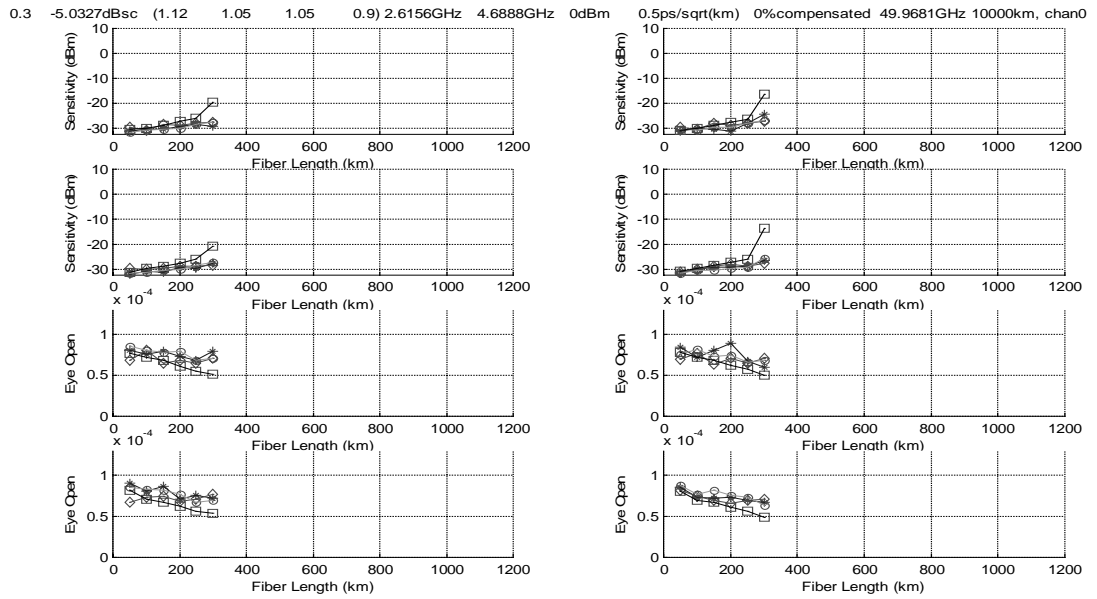 0.3 -5.0327dBsc (1.12 1.05 1.05 0.9) 2.6156GHz 4.6888GHz 0dBm 0.5ps/sqrt(km) 0%compensated 49.9681GHz 10000km, chan0
10
0
-10
-20
-30
Sensitivity (dBm)
0 200 400 600 800 1000 1200
Fiber Length (km)
10
0
-10
-20
-30
Sensitivity (dBm)
0 200 400 600 800 1000 1200
Fiber Length (km)
10
0
-10
-20
-30
Sensitivity (dBm)
0 200 400 600 800 1000 1200
Fiber Length (km)
10
0
-10
-20
-30
Sensitivity (dBm)
0 200 400 600 800 1000 1200
Fiber Length (km)
x 10-4
1
0.5
0
Eye Open
0 200 400 600 800 1000 1200
Fiber Length (km)
x 10-4
1
0.5
0
Eye Open
0 200 400 600 800 1000 1200
Fiber Length (km)
x 10-4
1
0.5
0
Eye Open
0 200 400 600 800 1000 1200
Fiber Length (km)
x 10-4
1
0.5
0
Eye Open
0 200 400 600 800 1000 1200
Fiber Length (km)